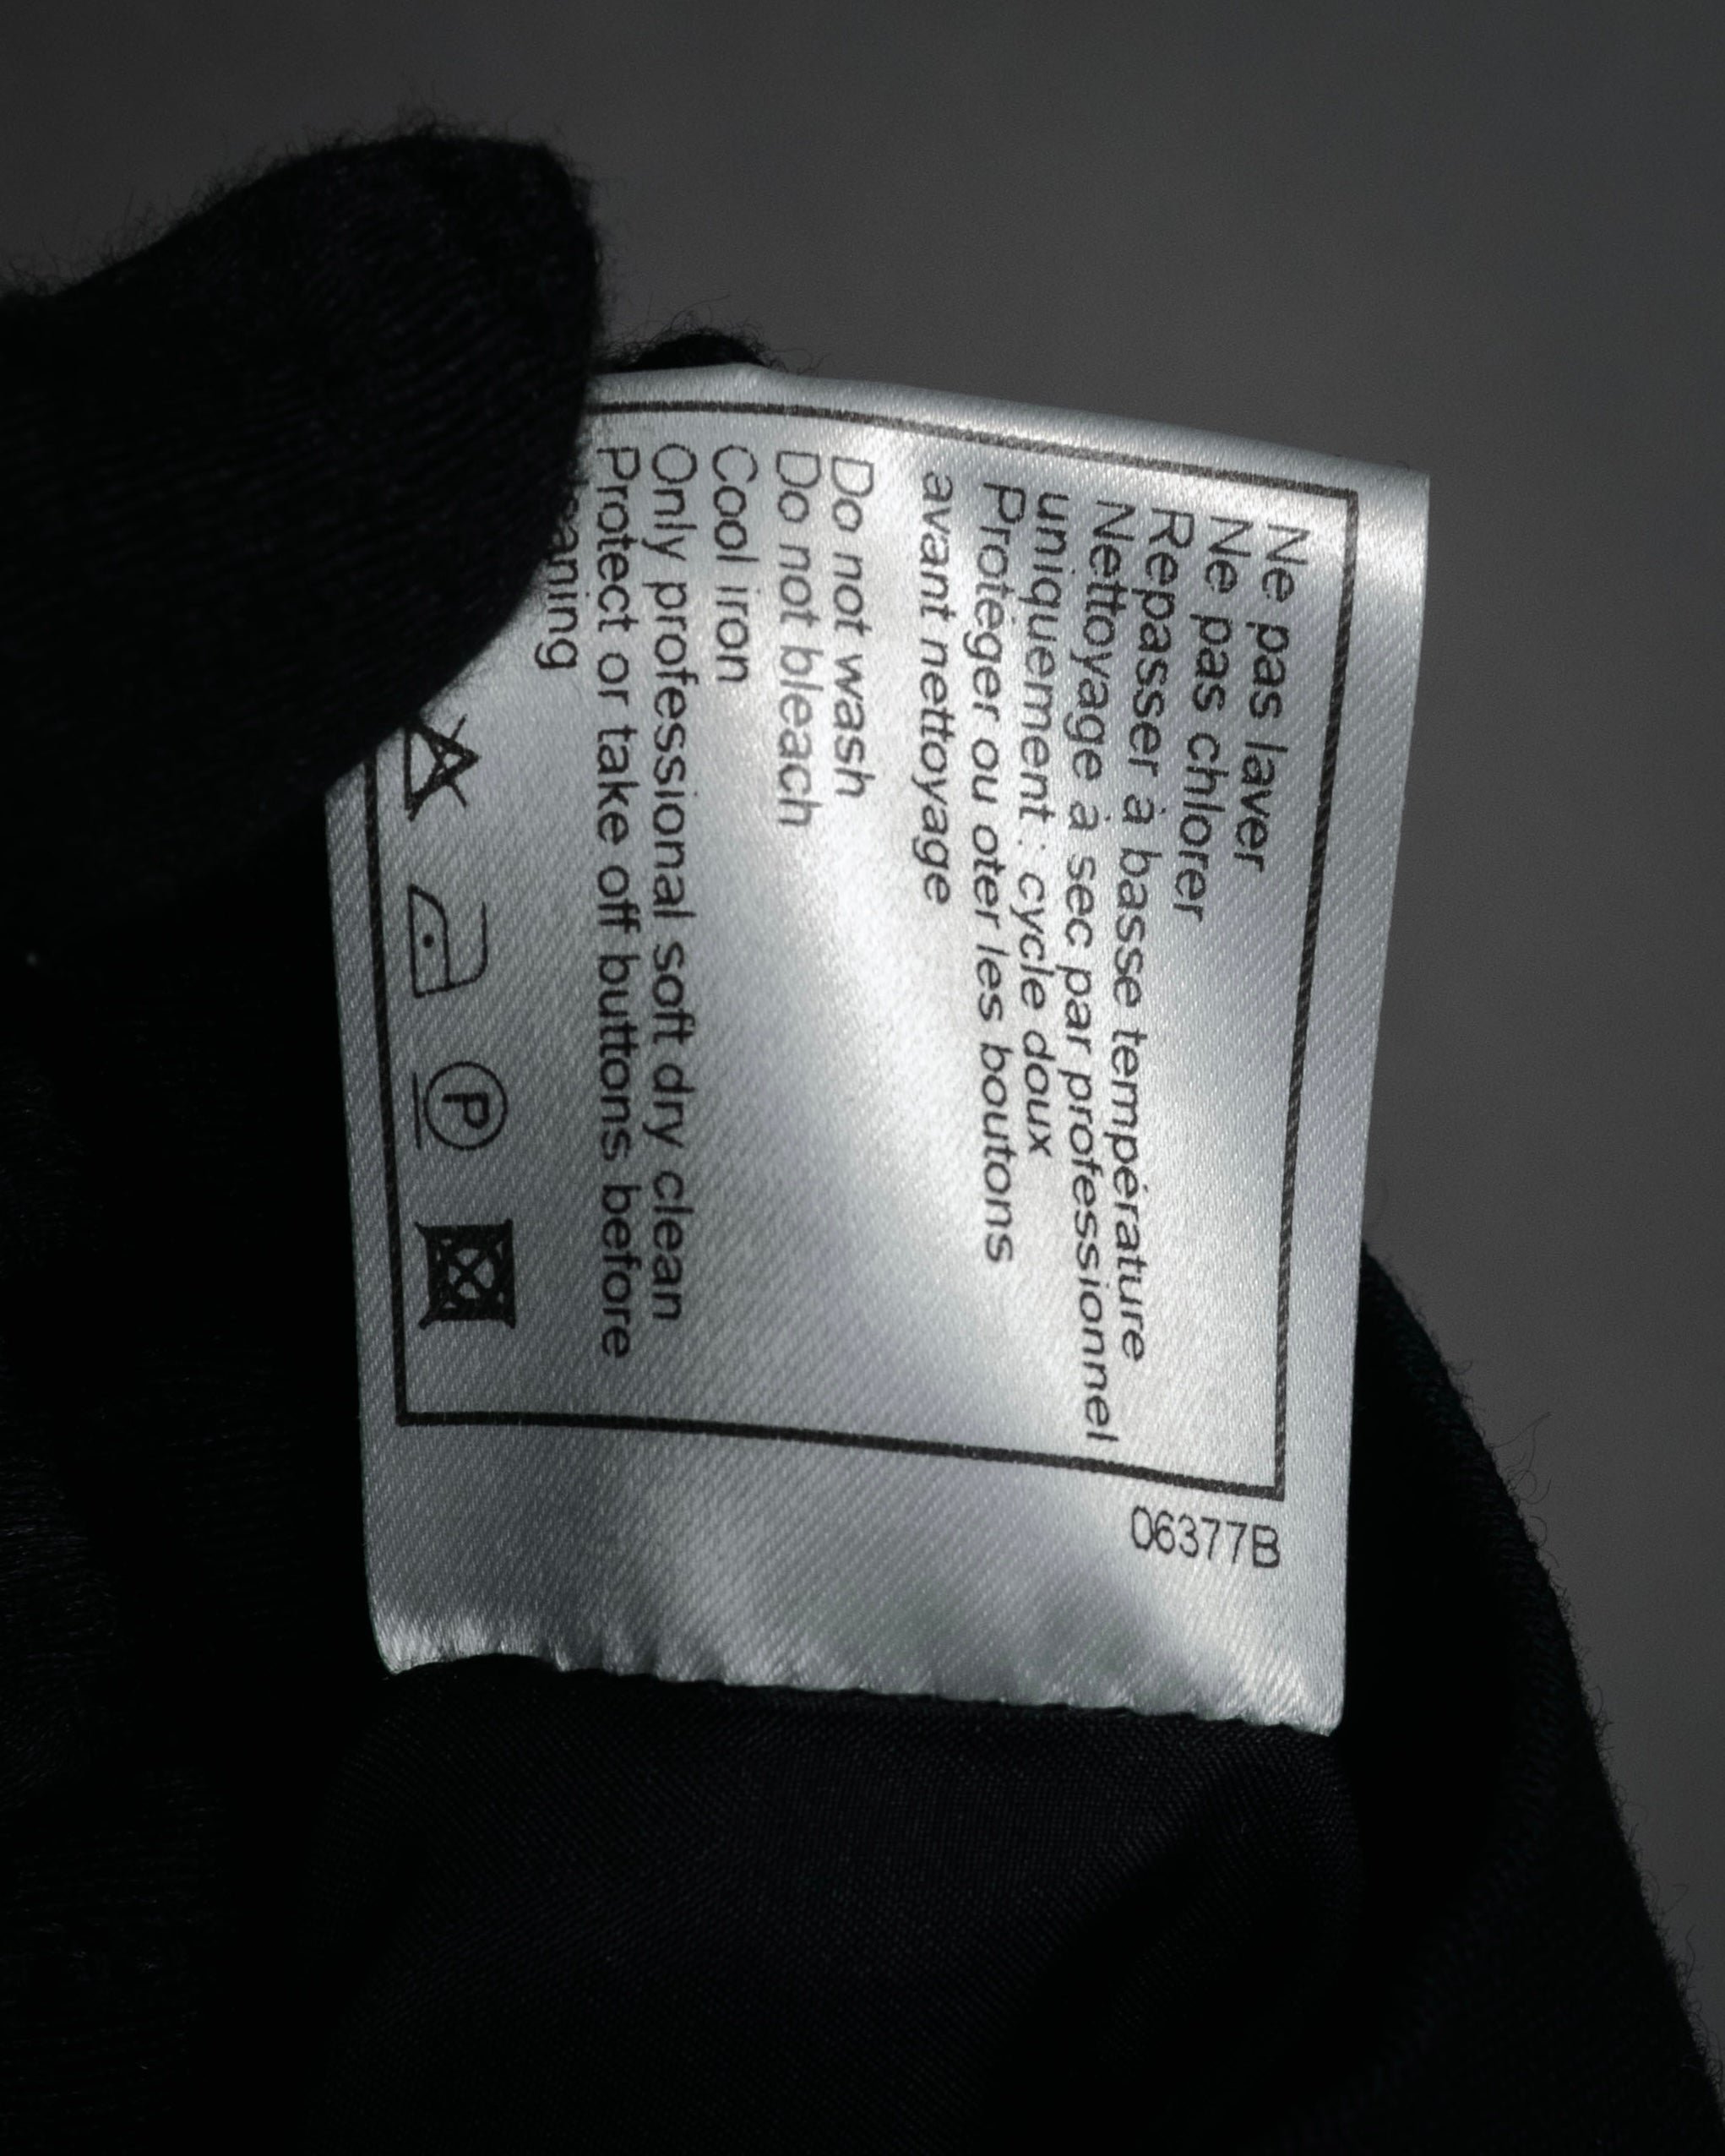 Ne pas laver
Ne pas chlorer
Repasser à basse température
Nettoyage à sec par professionnel
uniquement : cycle doux
Protéger ou oter les boutons
avant nettoyage
Do not wash
Do not bleach
Cool iron
Only professional soft dry clean
Protect or take off buttons before
P
06377B